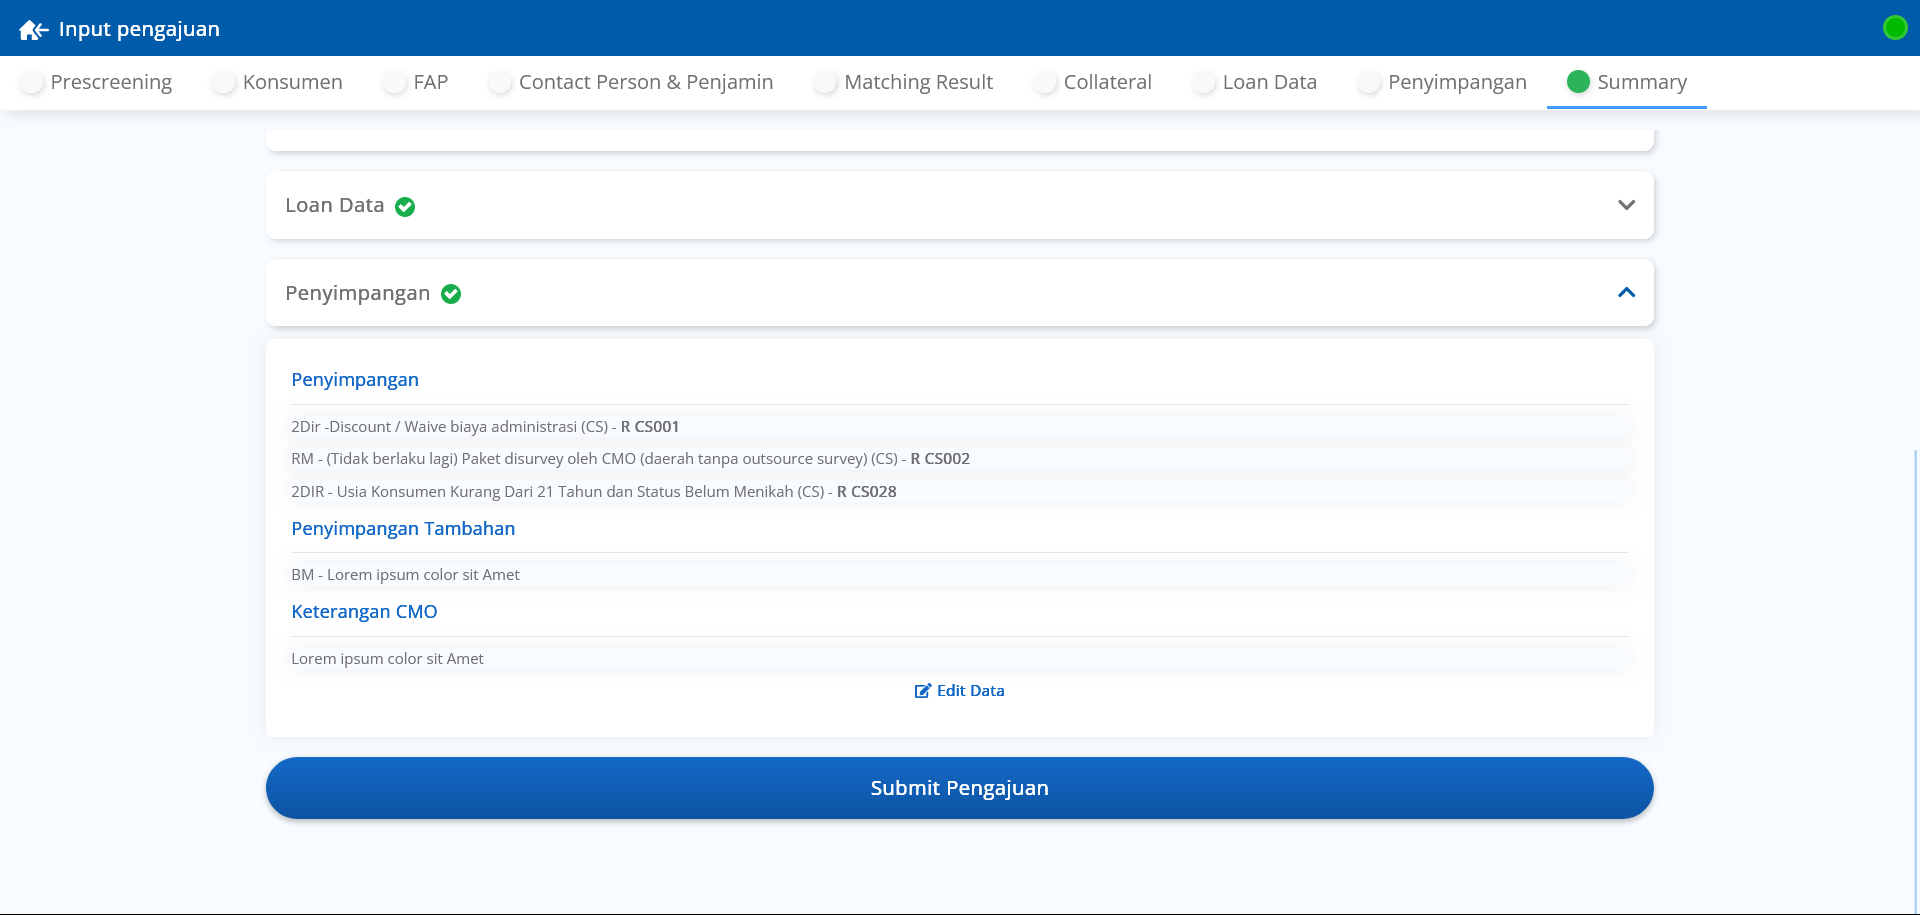 Input pengajuan
Prescreening
Konsumen
FAP
Contact Person & Penjamin
Matching Result
Collateral
Loan Data
Penyimpangan
Summary
Loan Data
Penyimpangan
Penyimpangan
2Dir -Discount / Waive biaya administrasi (CS) - R CS001
RM - (Tidak berlaku lagi) Paket disurvey oleh CMO (daerah tanpa outsource survey) (CS) - R CS002
2DIR - Usia Konsumen Kurang Dari 21 Tahun dan Status Belum Menikah (CS) - R CS028
Penyimpangan Tambahan
BM - Lorem ipsum color sit Amet
Keterangan CMO
Lorem ipsum color sit Amet
Edit Data
Submit Pengajuan